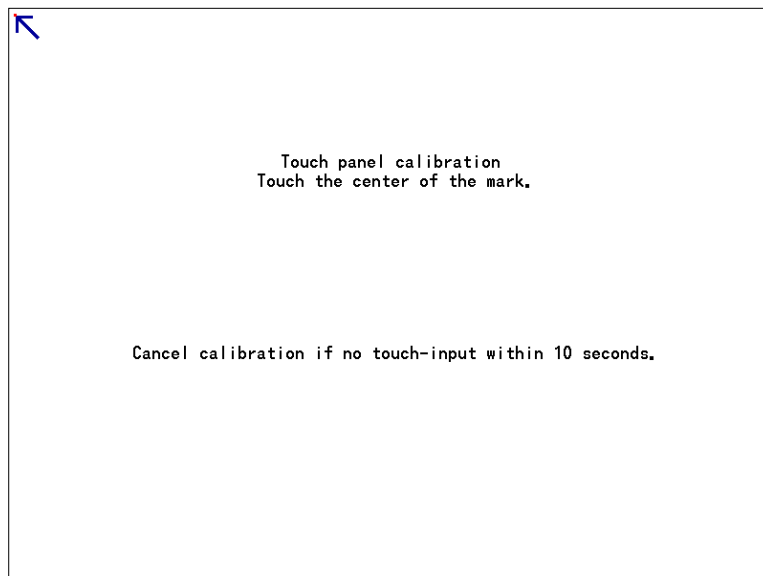 Touch panel calibration
Touch the center of the mark.
Cancel calibration if no touch-input within 10 seconds.